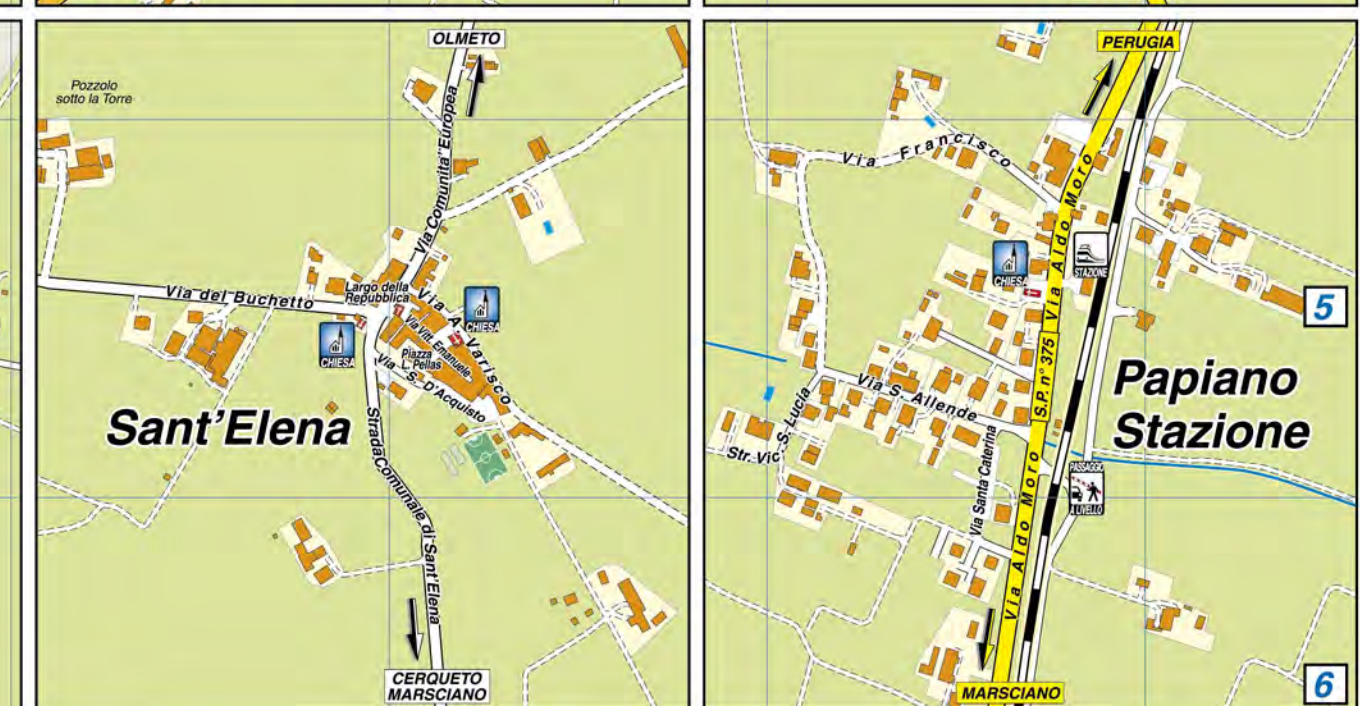 OLMETO
Pozzolo
sotto la Torre
Via Comunita' Europea
Largo della
Repubblica
Via del Buchetto
Via A. Varisco
CHIESA
CHIESA
Via Vitt. Emanuele
Piazza
L. Pellas
Via S. D'Acquisto
Sant'Elena
Strada Comunale di Sant'Elena
CERQUETO
MARSCIANO
PERUGIA
Via Francisco
Via Aldo Moro
STAZIONE
CHIESA
5
S.P. n° 375
Papiano
Stazione
Via S. Allende
Str. Vic. S. Lucia
Via Santa Caterina
PASSAGGIO
A LIVELLO
Via Aldo Moro
MARSCIANO
6